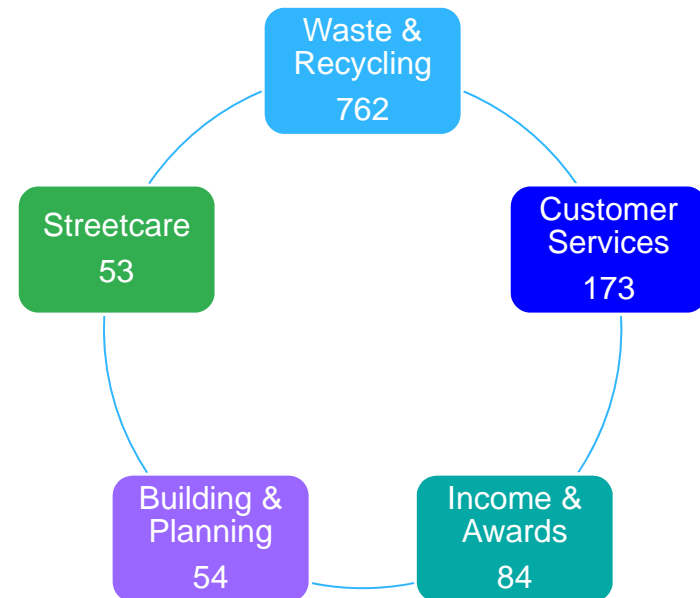 Waste &
Recycling
762
Customer
Services
173
Income &
Awards
84
Building &
Planning
54
Streetcare
53